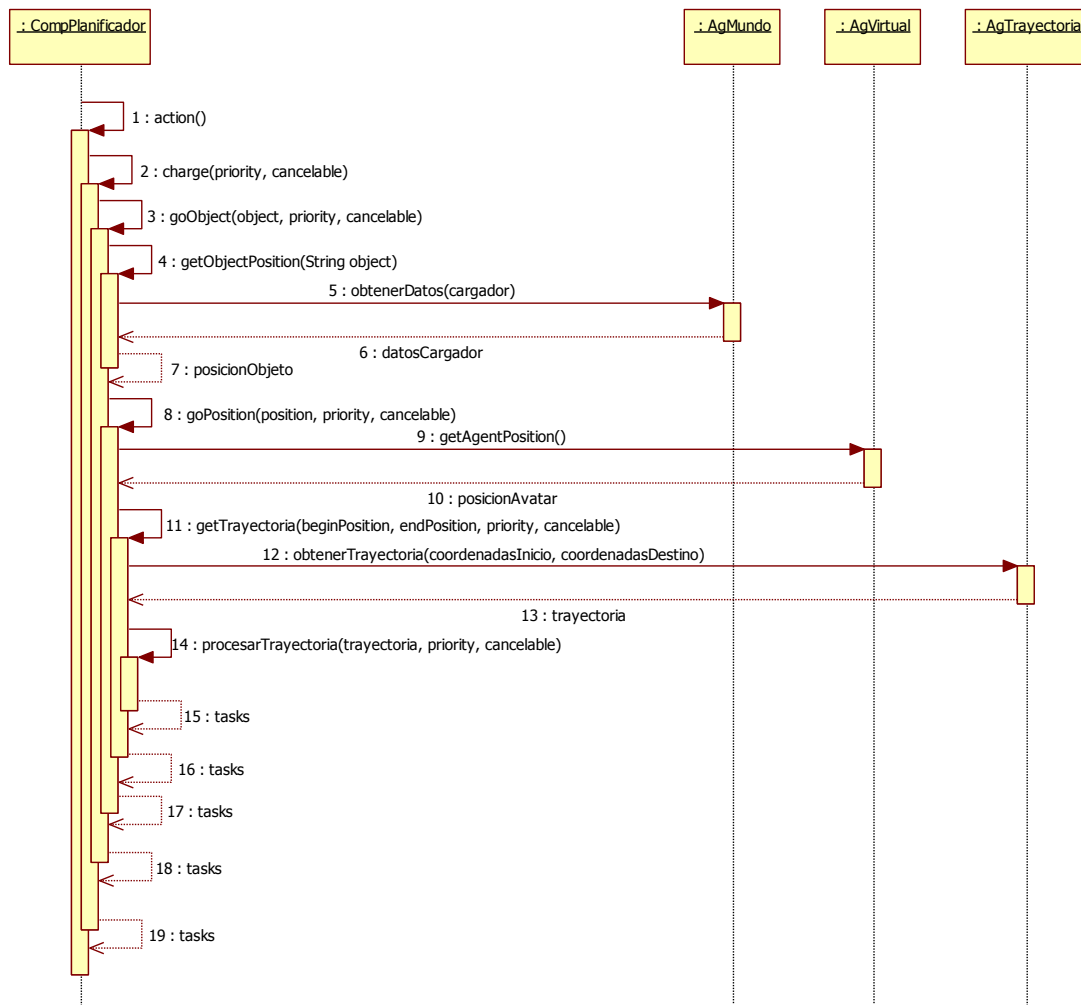 : CompPlanificador
: AgMundo
: AgVirtual
: AgTrayectoria
1 : action()
2 : charge(priority, cancelable)
3 : goObject(object, priority, cancelable)
4 : getObjectPosition(String object)
5 : obtenerDatos(cargador)
6 : datosCargador
7 : posicionObjeto
8 : goPosition(position, priority, cancelable)
9 : getAgentPosition()
10 : posicionAvatar
11 : getTrayectoria(beginPosition, endPosition, priority, cancelable)
12 : obtenerTrayectoria(coordenadasInicio, coordenadasDestino)
13 : trayectoria
14 : procesarTrayectoria(trayectoria, priority, cancelable)
15 : tasks
16 : tasks
17 : tasks
18 : tasks
19 : tasks